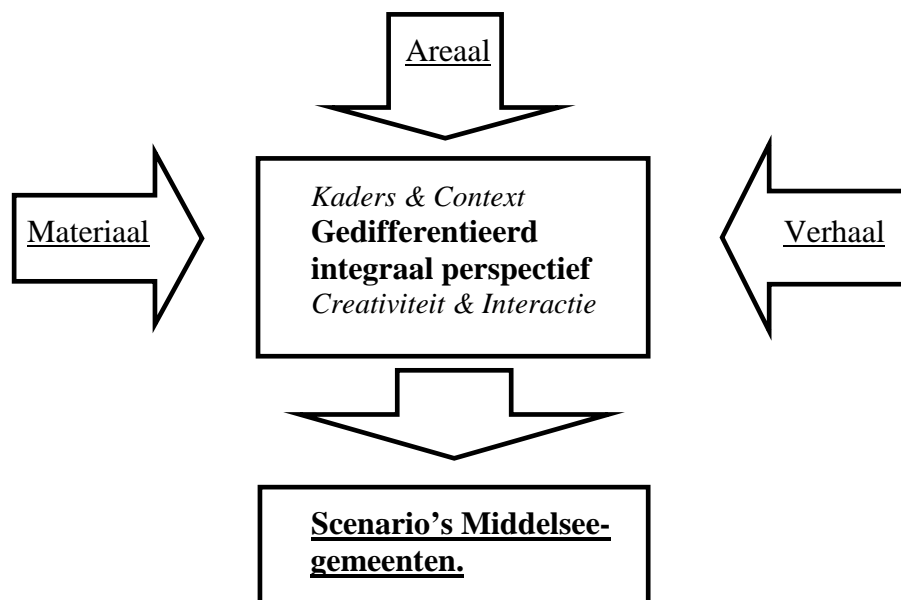 Areaal
Materiaal
Kaders & Context
Gedifferentieerd
integraal perspectief
Creativiteit & Interactie
Verhaal
Scenario's Middelsee-
gemeenten.